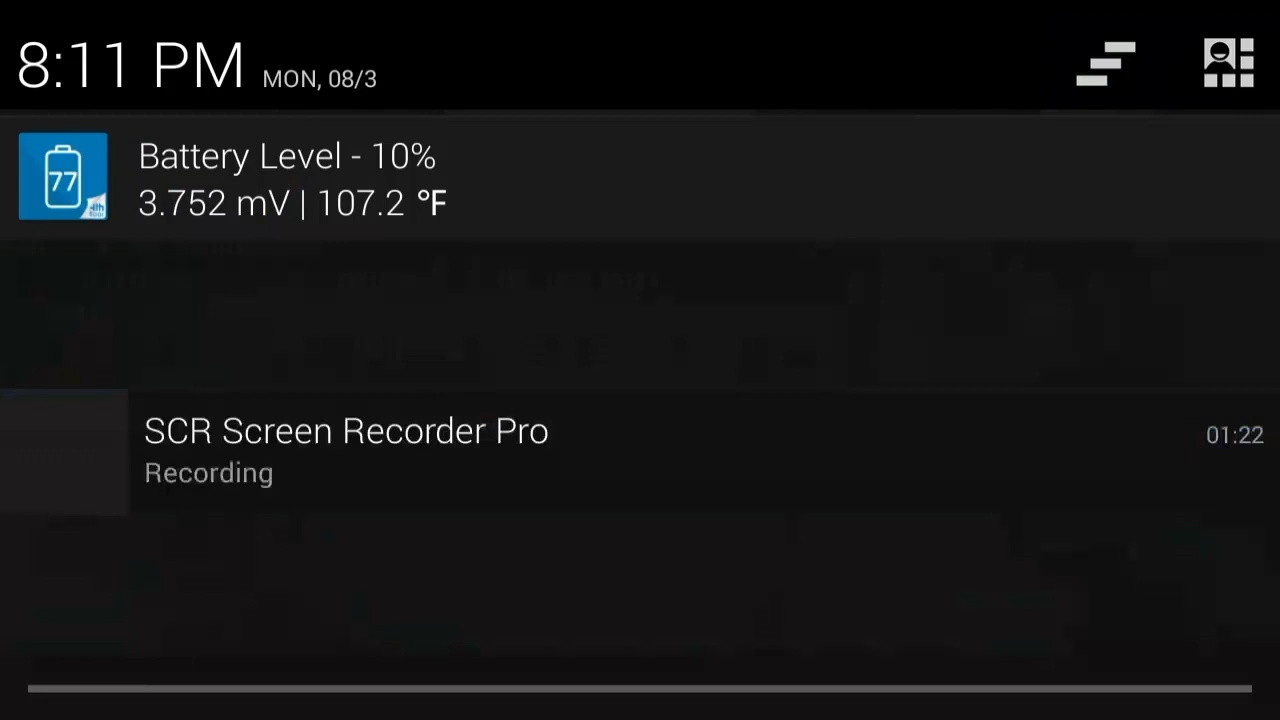 8:11 PM MON, 08/3
77
Battery Level - 10%
3.752 mV | 107.2 °F
SCR Screen Recorder Pro
01:22
Recording